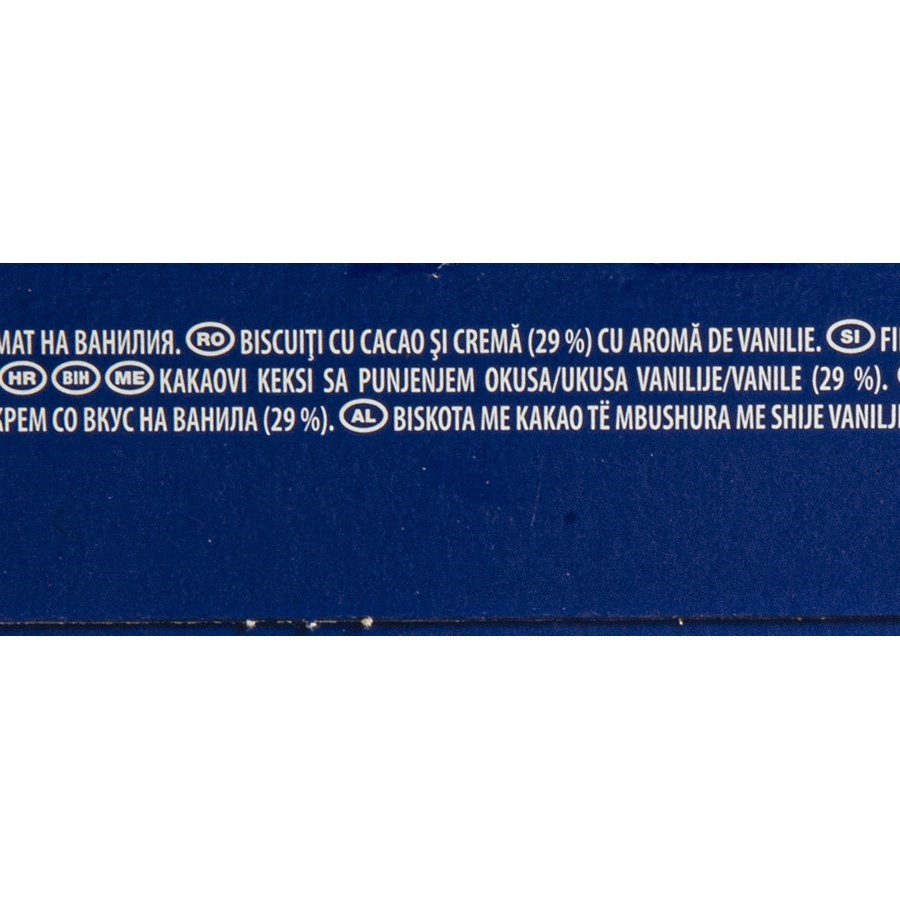 МАТ НА ВАНИЛИЯ. RO BISCUIŢI CU CACAO ŞI CREMĂ (29 %) CU AROMĂ DE VANILIE. SI
HR BIH ME KAKAOVI KEKSI SA PUNJENJEM OKUSA/UKUSA VANILIJE/VANILE (29 %).
КРЕМ СО ВКУС НА ВАНИЛА (29 %). AL BISKOTA ME KAKAO TË MBUSHURA ME SHIJE VANILJ